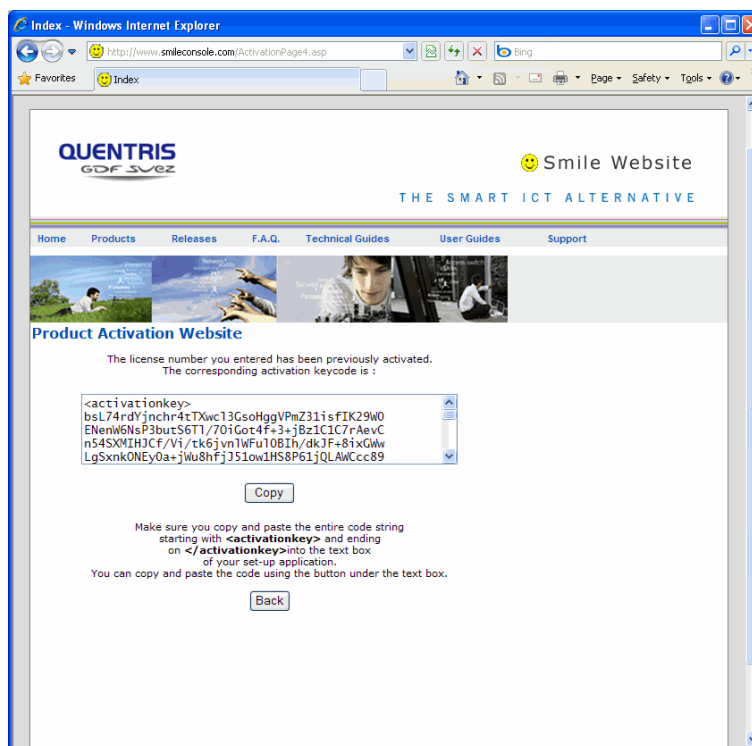 Index - Windows Internet Explorer
http://www.smileconsole.com/ActivationPage4.asp
Bing
Favorites
Index
Page
Safety
Tools
QUENTRIS
GDF SVEZ
Smile Website
THE SMART ICT ALTERNATIVE
Home Products Releases F.A.Q. Technical Guides User Guides Support
Product Activation Website
The license number you entered has been previously activated.
The corresponding activation keycode is :
<activationkey>
bsL74rdYjnchr4tTXwcl3GsoHggVPmZ31isfIK29WO
ENenW6NsP3butS6Tl/7OiGot4f+3+jBz1C1C7rAevC
n54SXMIHJCf/Vi/tk6jvnlWFulOBIh/dkJF+8ixGWw
LgSxnkONEyOa+jWu8hfjJ51ow1HS8P61jQLAWCcc89
Copy
Make sure you copy and paste the entire code string
starting with <activationkey> and ending
on </activationkey>into the text box
of your set-up application.
You can copy and paste the code using the button under the text box.
Back